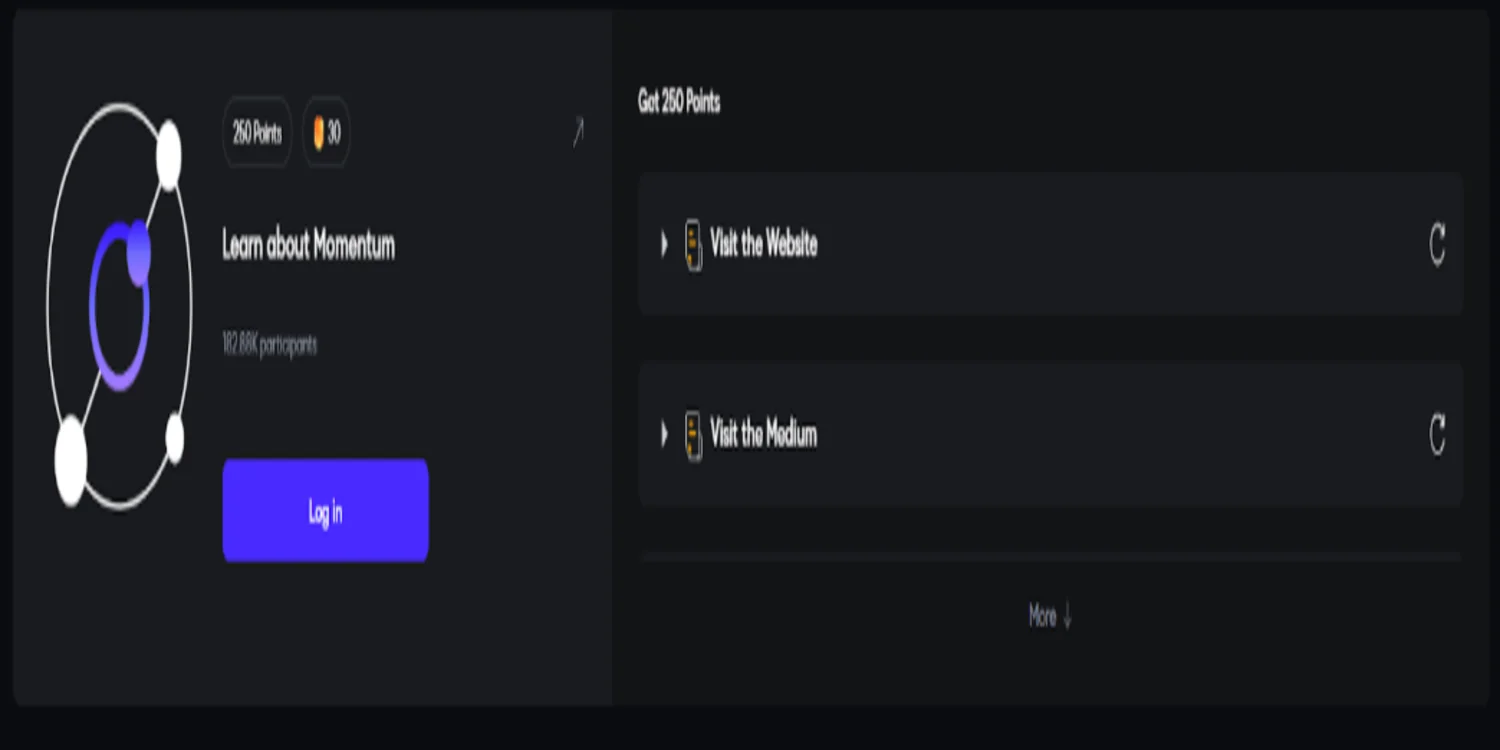 250 Points
30
Learn about Momentum
182.88K participants
Log in
Get 250 Points
Visit the Website
Visit the Medium
More ↓